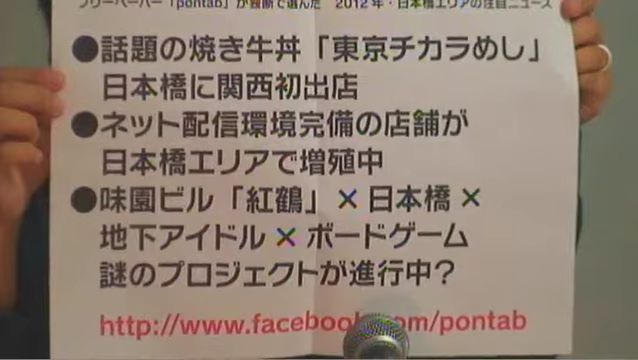 フリーペーパー「pontab」が独断で選んだ 2012年・日本橋エリアの注目ニュース
●話題の焼き牛丼「東京チカラめし」
日本橋に関西初出店
●ネット配信環境完備の店舗が
日本橋エリアで増殖中
●味園ビル「紅鶴」×日本橋×
地下アイドル×ボードゲーム
謎のプロジェクトが進行中？
http://www.facebook.com/pontab